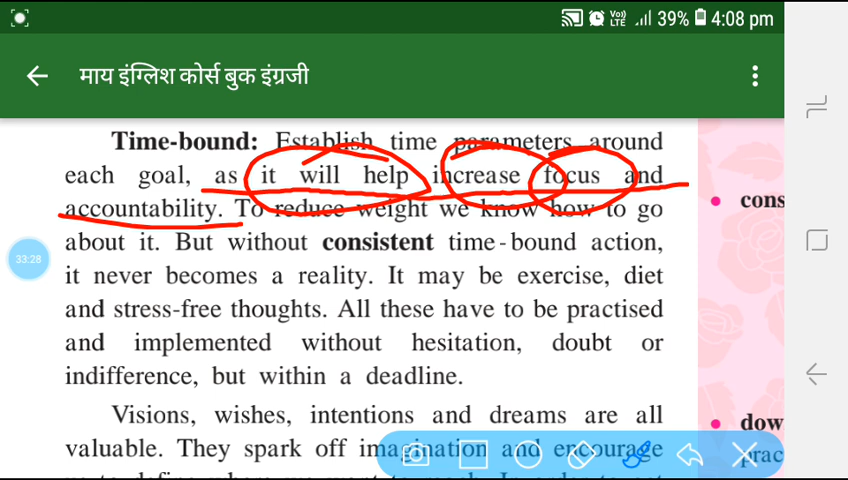 Vo) 39% 4:08 pm
LTE
माय इंग्लिश कोर्स बुक इंग्रजी
Time-bound: Establish time parameters around
each goal, as it will help increase focus and
accountability. To reduce weight we know how to go
about it. But without consistent time-bound action,
it never becomes a reality. It may be exercise, diet
and stress-free thoughts. All these have to be practised
and implemented without hesitation, doubt or
indifference, but within a deadline.
Visions, wishes, intentions and dreams are all
valuable. They spark off imagination and encourage
33:28
cons
dow
prac